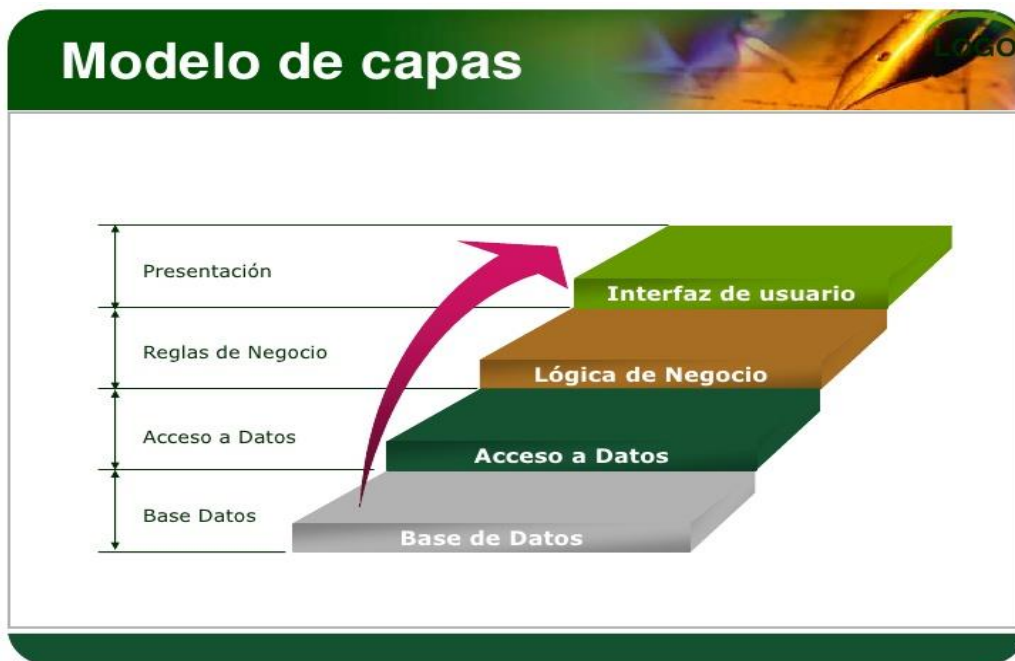 Modelo de capas
LOGO
Presentación
Interfaz de usuario
Reglas de Negocio
Lógica de Negocio
Acceso a Datos
Acceso a Datos
Base Datos
Base de Datos